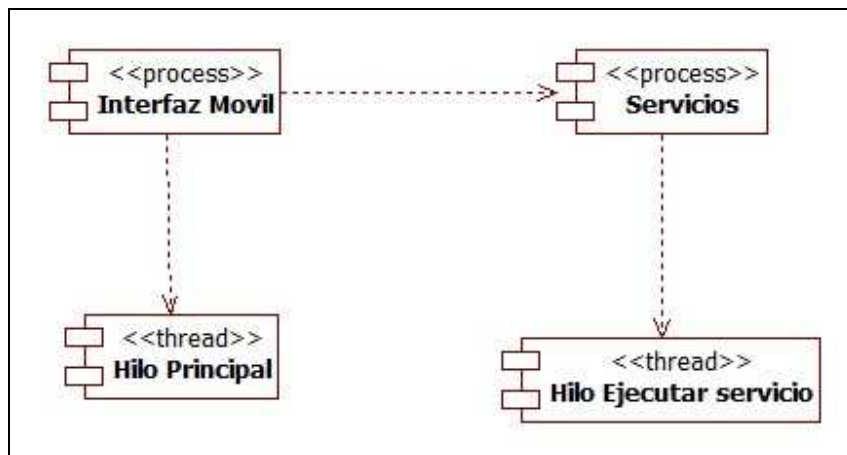 <<process>>
Interfaz Movil
<<process>>
Servicios
<<thread>>
Hilo Principal
<<thread>>
Hilo Ejecutar servicio